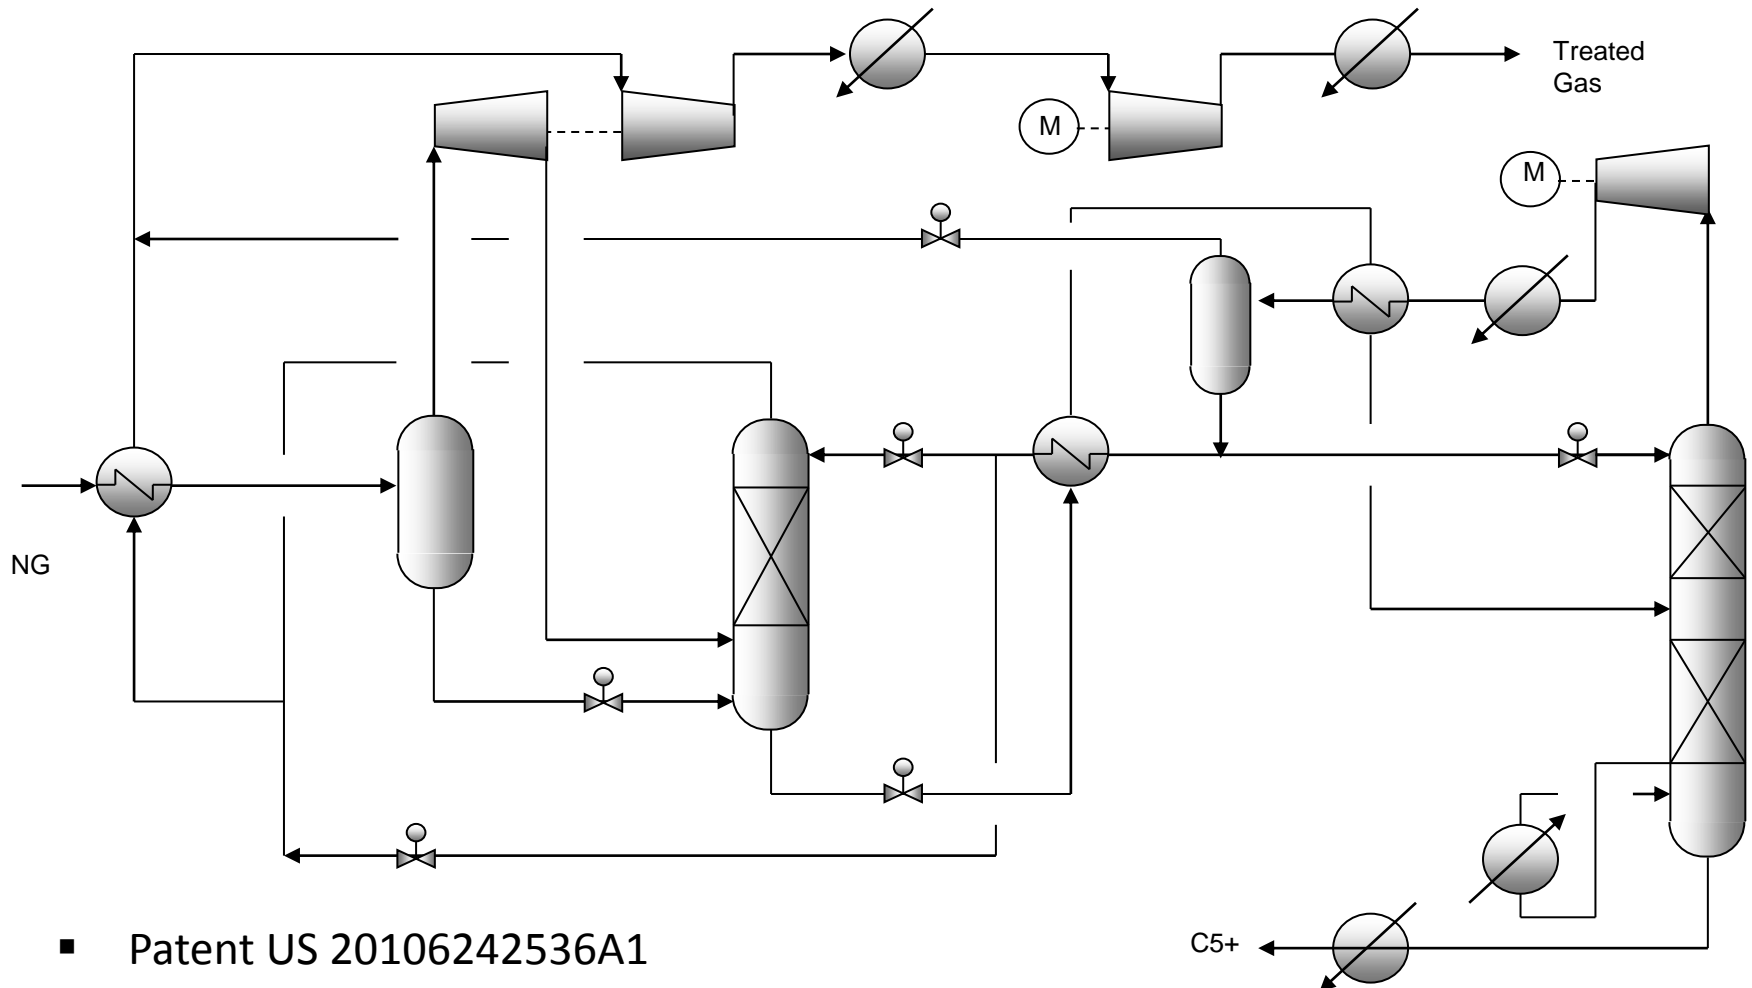 Treated
Gas
M
M
NG
C5+
▪ Patent US 20106242536A1